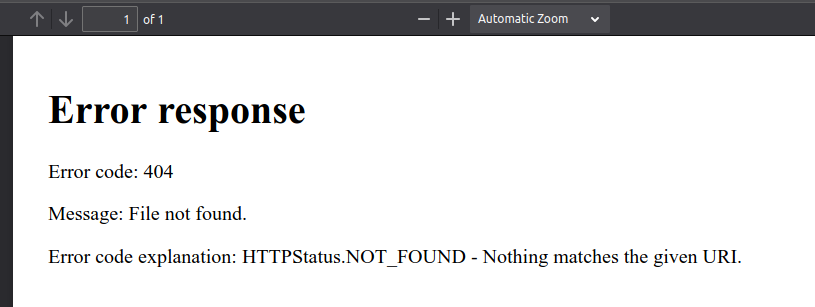 1 of 1
Automatic Zoom
Error response
Error code: 404
Message: File not found.
Error code explanation: HTTPStatus.NOT_FOUND - Nothing matches the given URI.